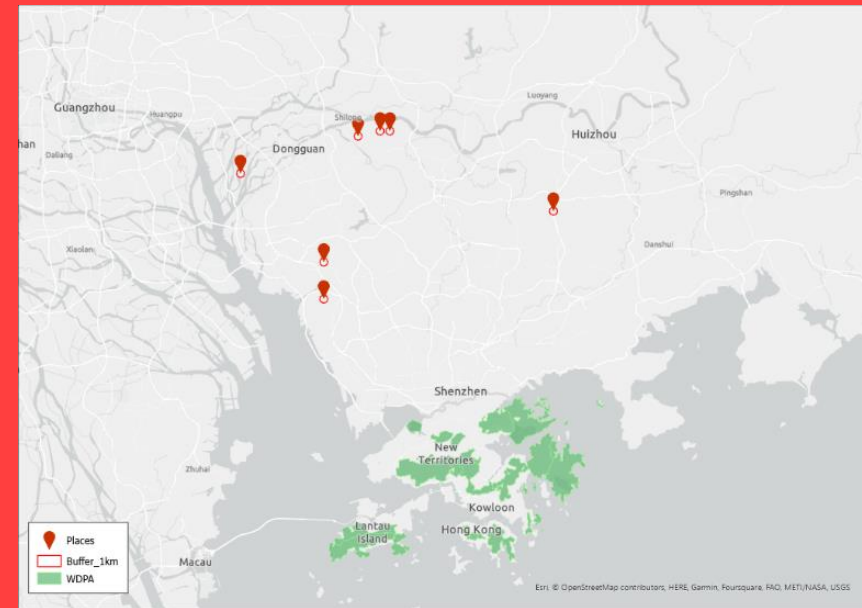 Luoyang
Guangzhou
Huangpu
Shilong
Huizhou
han
Daliang
Dongguan
Pingshan
Xiaolan
Danshui
Shenzhen
New
Territories
Zhuhai
Kowloon
Lantau
Island
Hong Kong
Macau
Places
Buffer_1km
WDPA
Esri, © OpenStreetMap contributors, HERE, Garmin, Foursquare, FAO, METI/NASA, USGS